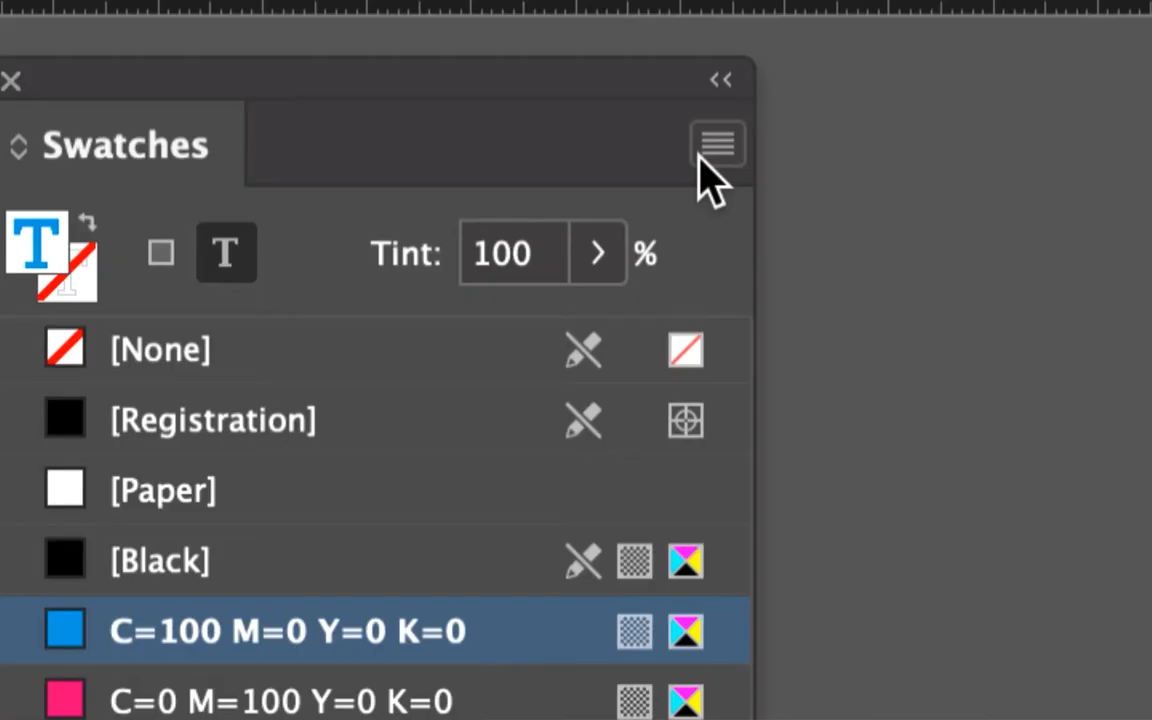 Swatches
T
T
T Tint: 100 %
[None]
[Registration]
[Paper]
[Black]
C=100 M=0 Y=0 K=0
C=0 M=100 Y=0 K=0